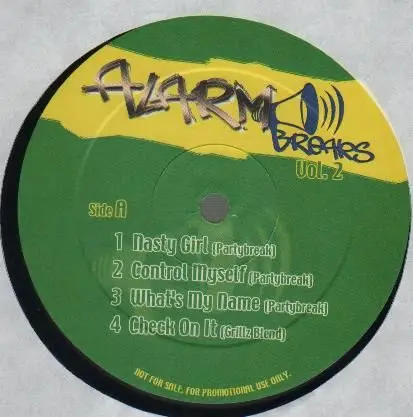 ALARM
BREAKS
Vol. 2
Side A
1 Nasty Girl (Partybreak)
2 Control Myself (Partybreak)
3 What's My Name (Partybreak)
4 Check On It (Grillz Blend)
NOT FOR SALE. FOR PROMOTIONAL USE ONLY.